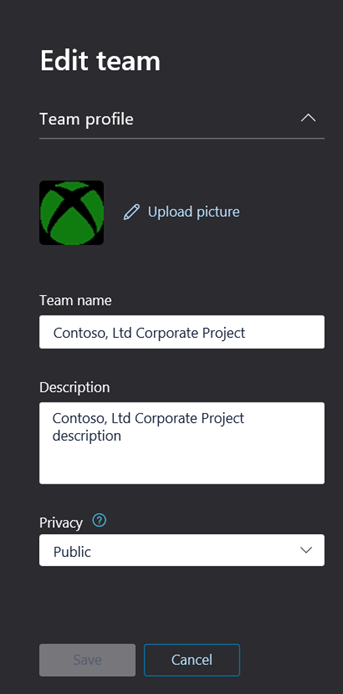 Edit team
Team profile
Upload picture
Team name
Contoso, Ltd Corporate Project
Description
Contoso, Ltd Corporate Project
description
Privacy ?
Public
Save Cancel